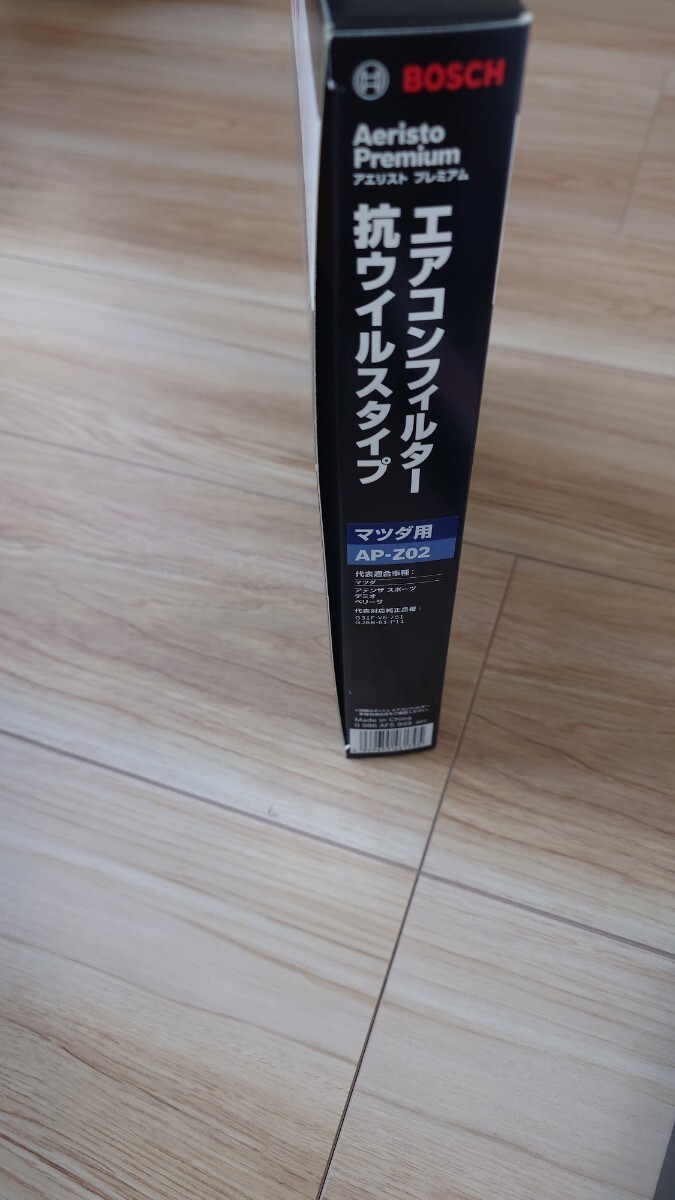 BOSCH
Aeristo
Premium
アエリスト プレミアム
エアコンフィルター
抗ウイルスタイプ
マツダ用
AP-Z02
代表適合車種：
マツダ
アテンザ スポーツ
デミオ
ベリーサ
代表対応純正品番：
Made in China